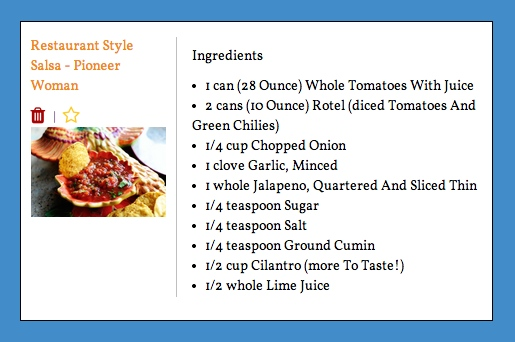 Restaurant Style
Salsa - Pioneer
Woman
|
Ingredients
• 1 can (28 Ounce) Whole Tomatoes With Juice
• 2 cans (10 Ounce) Rotel (diced Tomatoes And
Green Chilies)
• 1/4 cup Chopped Onion
• 1 clove Garlic, Minced
• 1 whole Jalapeno, Quartered And Sliced Thin
• 1/4 teaspoon Sugar
• 1/4 teaspoon Salt
• 1/4 teaspoon Ground Cumin
• 1/2 cup Cilantro (more To Taste!)
• 1/2 whole Lime Juice